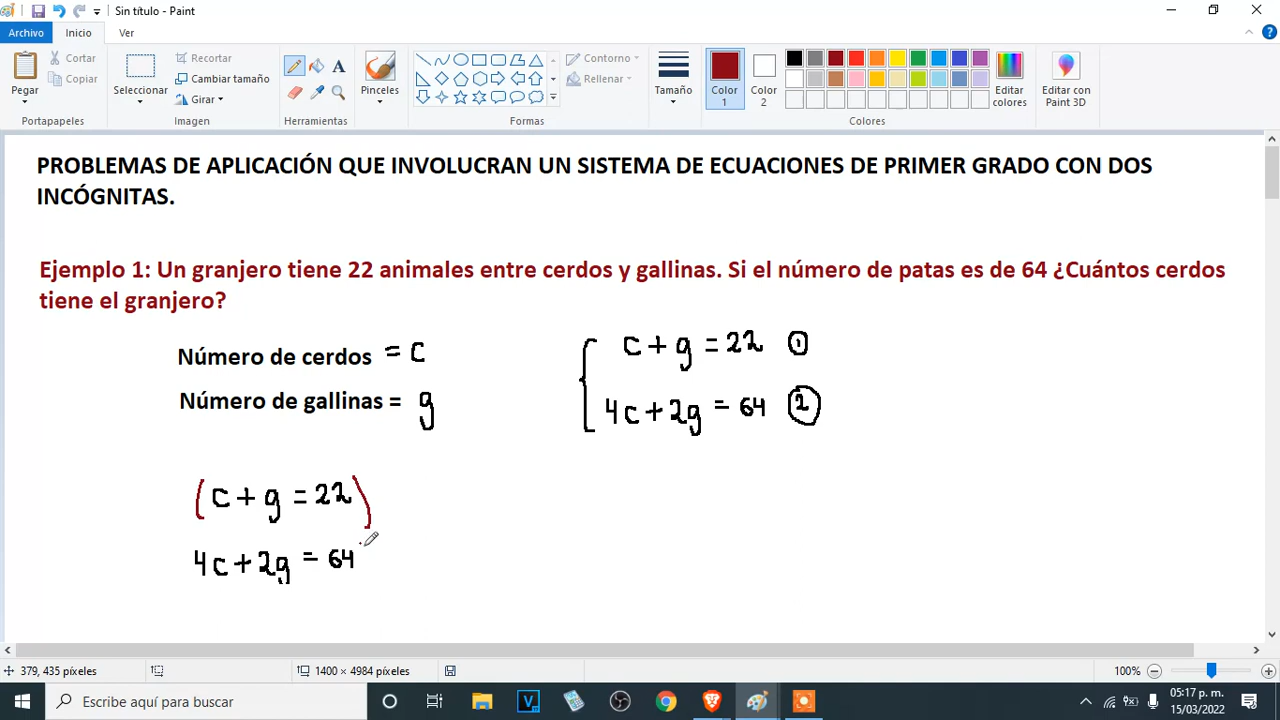 Sin título - Paint
Archivo Inicio Ver
Pegar
Cortar
Copiar
Portapapeles
Seleccionar
Recortar
Cambiar tamaño
Girar
Imagen
A
Herramientas
Pinceles
Contorno
Rellenar
Formas
Tamaño
Color 1
Color 2
Editar colores
Colores
Editar con Paint 3D
PROBLEMAS DE APLICACIÓN QUE INVOLUCRAN UN SISTEMA DE ECUACIONES DE PRIMER GRADO CON DOS
INCÓGNITAS.
Ejemplo 1: Un granjero tiene 22 animales entre cerdos y gallinas. Si el número de patas es de 64 ¿Cuántos cerdos
tiene el granjero?
Número de cerdos = c
Número de gallinas = g
c + g = 22 ①
4c + 2g = 64 ②
(c + g = 22)
4c + 2g = 64
379, 435 píxeles
1400 × 4984 píxeles
100%
Escribe aquí para buscar
V
05:17 p. m.
15/03/2022